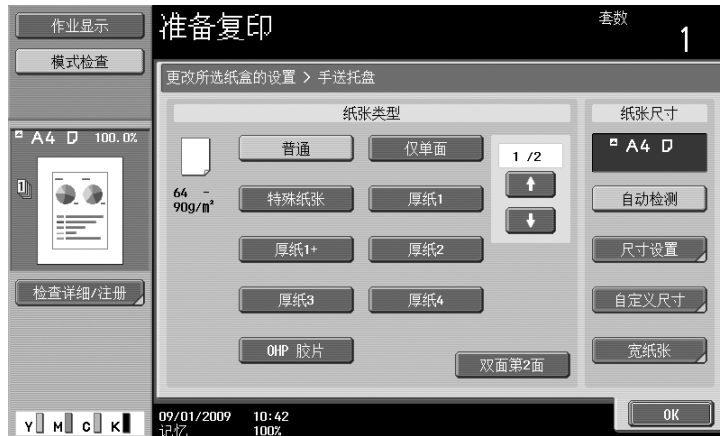 作业显示
模式检查
准备复印
套数
1
更改所选纸盒的设置 > 手送托盘
纸张类型
纸张尺寸
A4 100.0%
1
64 - 90g/m²
普通
仅单面
1 /2
特殊纸张
厚纸1
厚纸1+
厚纸2
厚纸3
厚纸4
OHP 胶片
双面第2面
A4
自动检测
尺寸设置
自定义尺寸
宽纸张
检查详细/注册
Y M C K
09/01/2009 10:42
记忆 100%
OK